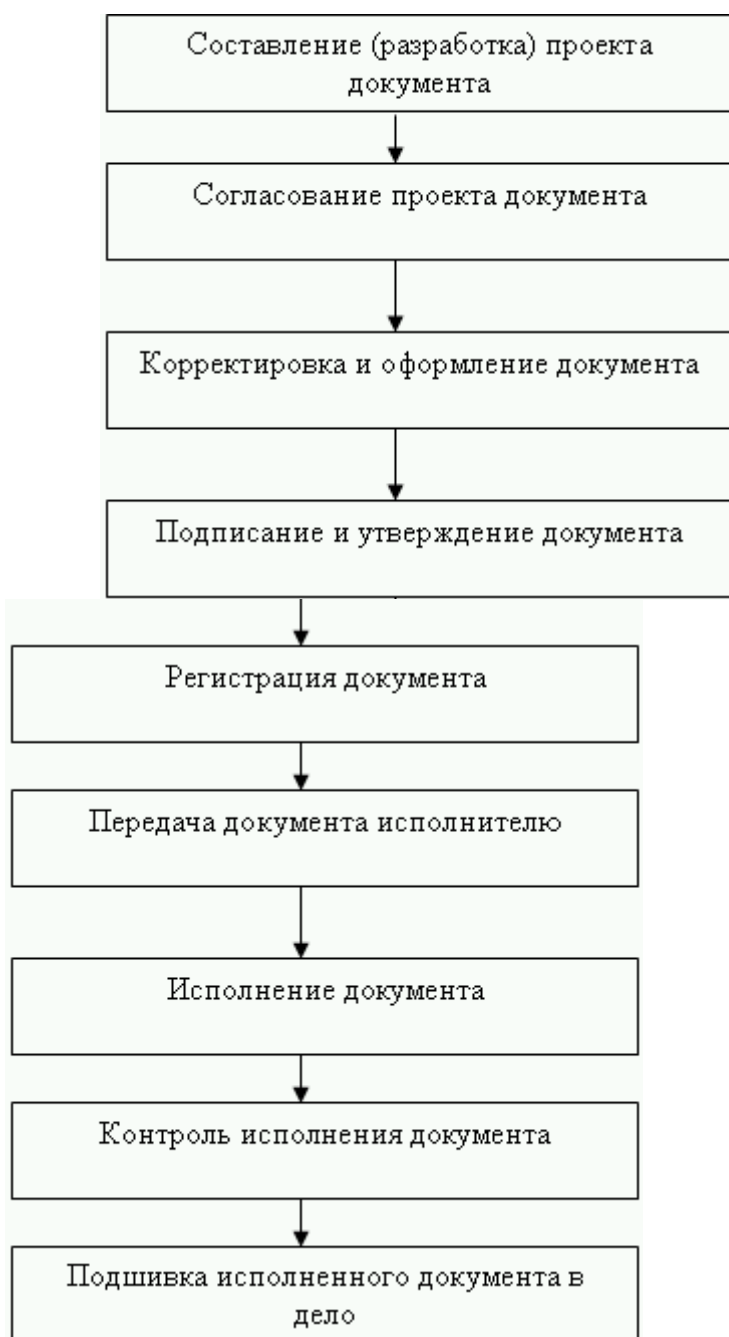 Составление (разработка) проекта
документа
Согласование проекта документа
Корректировка и оформление документа
Подписание и утверждение документа
Регистрация документа
Передача документа исполнителю
Исполнение документа
Контроль исполнения документа
Подшивка исполненного документа в
дело